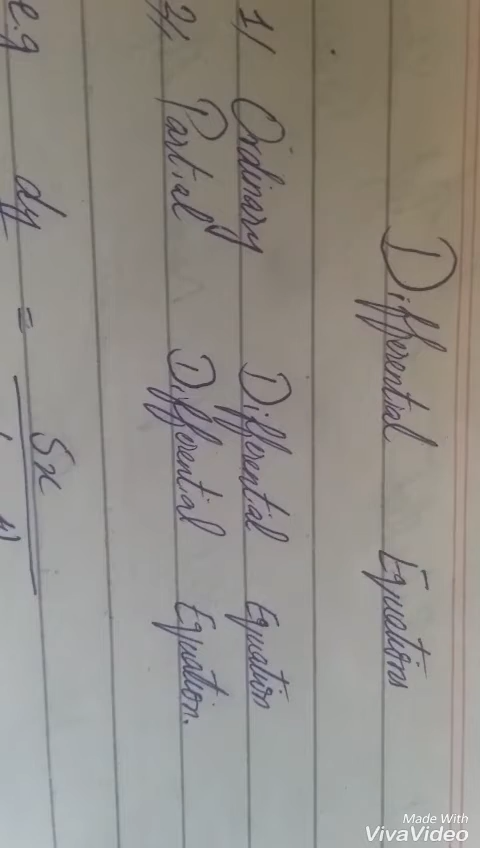 Differential Equations
1) Ordinary Differential Equation
2) Partial Differential Equation.
e.g dy = 5x
Made With
VivaVideo